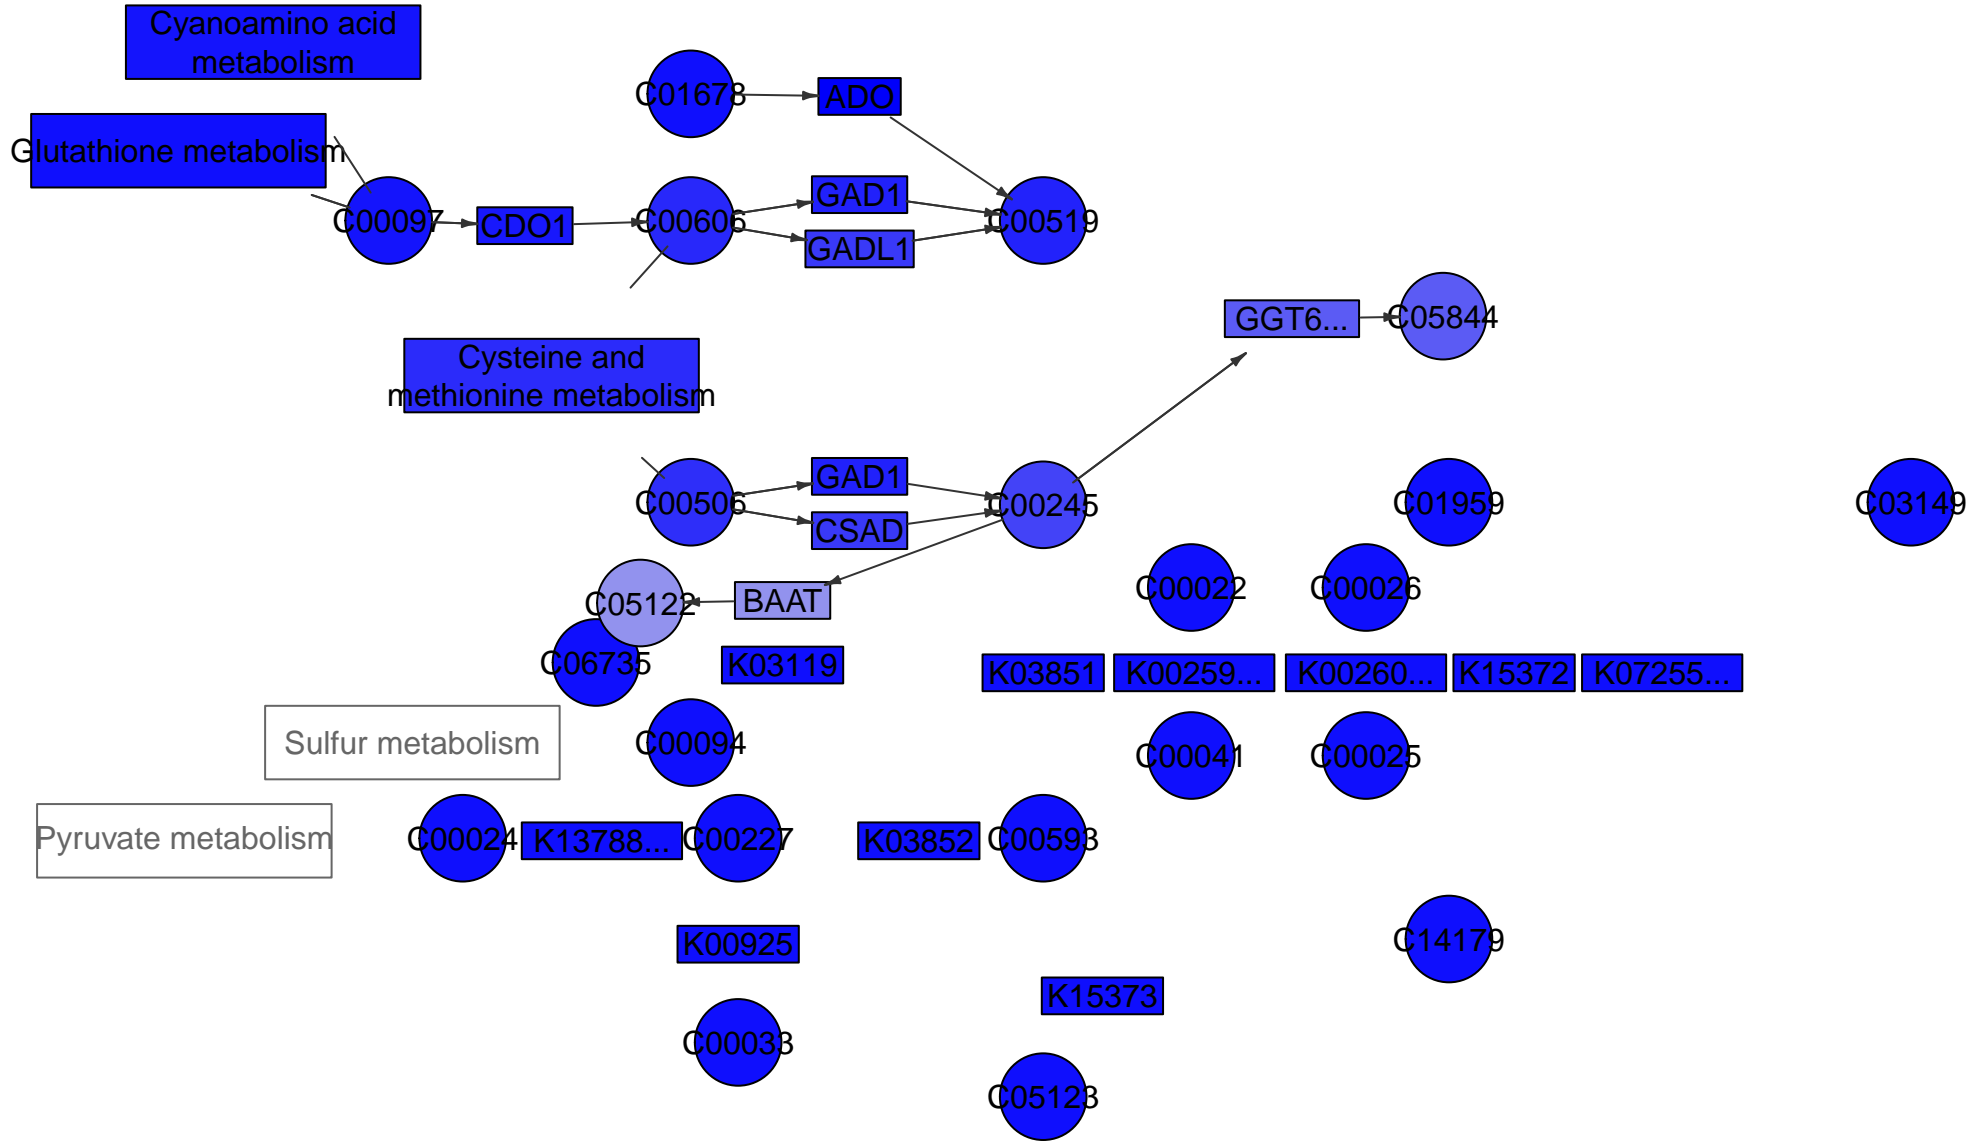 Cyanoamino acid
metabolism
C01678
ADO
Glutathione metabolism
C00097
CDO1
C00606
GAD1
GADL1
C00519
GGT6...
C05844
Cysteine and
methionine metabolism
C00506
GAD1
CSAD
C00245
C01959
C03149
C05122
BAAT
C00022
C00026
C06735
K03119
K03851
K00259...
K00260...
K15372
K07255...
Sulfur metabolism
C00094
C00041
C00025
Pyruvate metabolism
C00024
K13788...
C00227
K03852
C00593
K00925
C14179
K15373
C00033
C05123